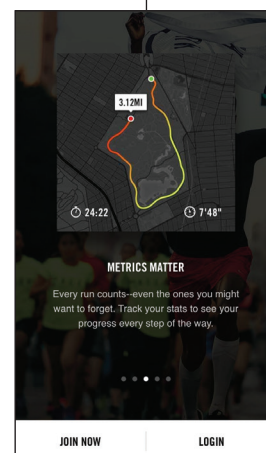 3.12MI
24:22
7'48"
METRICS MATTER
Every run counts--even the ones you might
want to forget. Track your stats to see your
progress every step of the way.
JOIN NOW
LOGIN